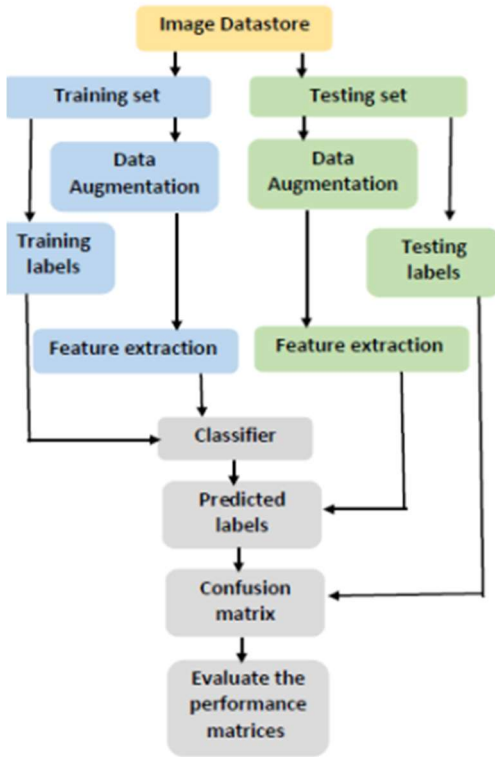 Image Datastore
Training set
Testing set
Data
Augmentation
Data
Augmentation
Training
labels
Testing
labels
Feature extraction
Feature extraction
Classifier
Predicted
labels
Confusion
matrix
Evaluate the
performance
matrices